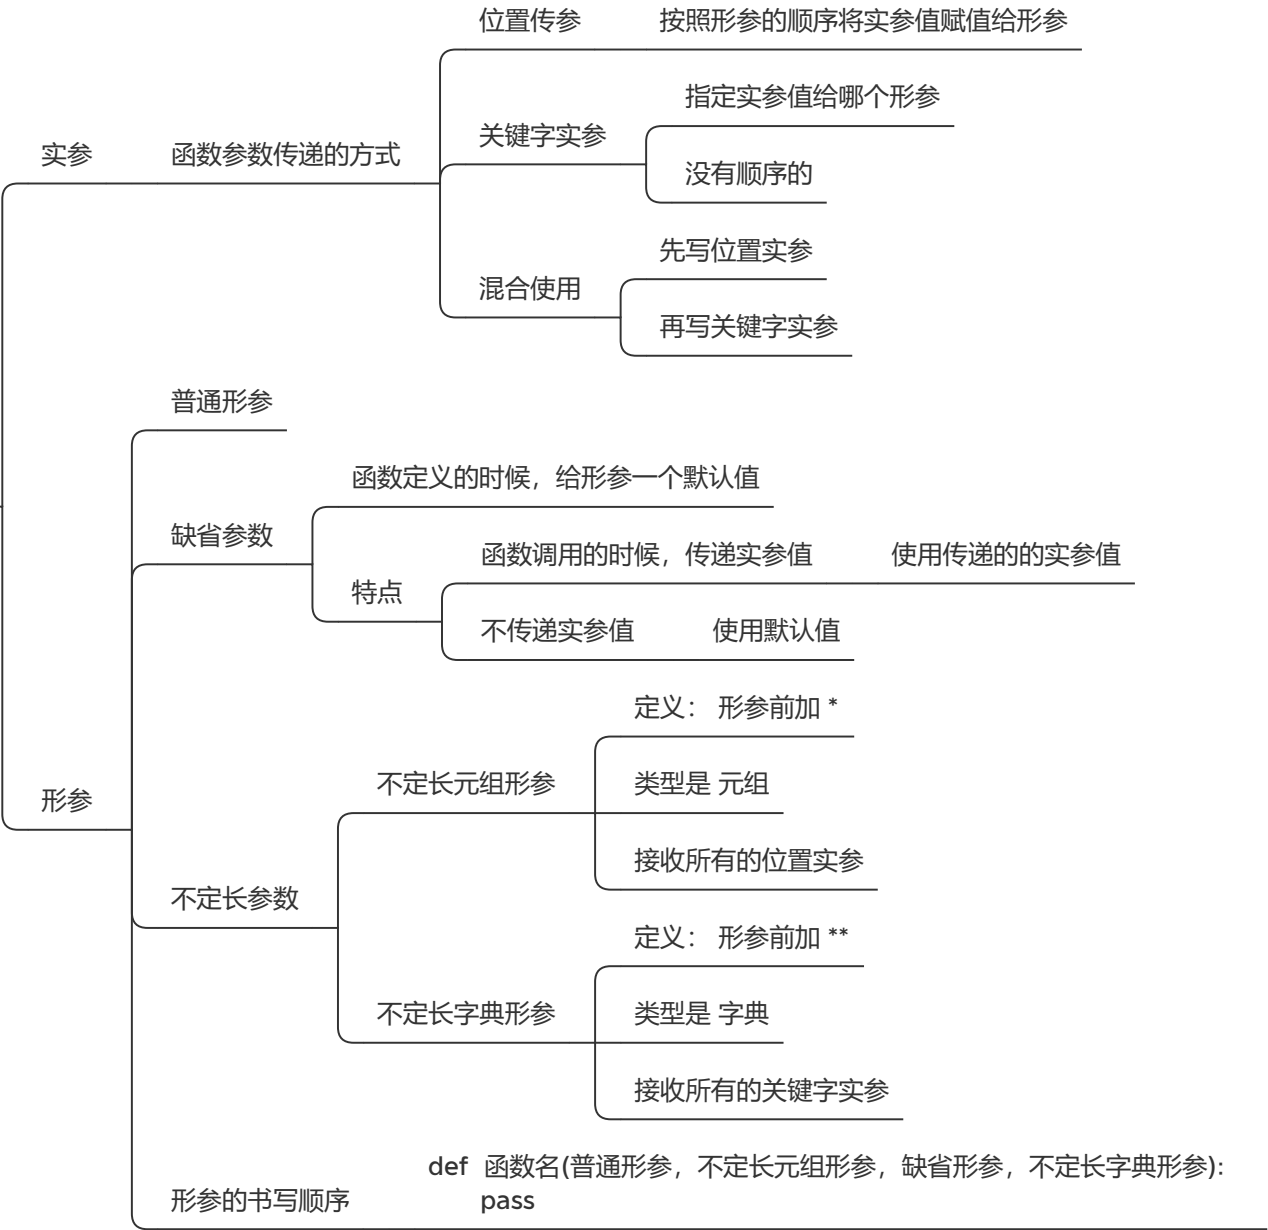 位置传参
按照形参的顺序将实参值赋值给形参
指定实参值给哪个形参
关键字实参
实参
函数参数传递的方式
没有顺序的
先写位置实参
混合使用
再写关键字实参
普通形参
函数定义的时候，给形参一个默认值
缺省参数
函数调用的时候，传递实参值
使用传递的的实参值
特点
不传递实参值
使用默认值
定义： 形参前加 *
不定长元组形参
类型是 元组
形参
接收所有的位置实参
不定长参数
定义： 形参前加 **
不定长字典形参
类型是 字典
接收所有的关键字实参
def 函数名(普通形参，不定长元组形参，缺省形参，不定长字典形参):
形参的书写顺序
pass